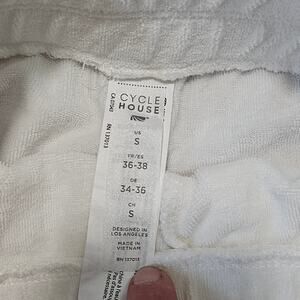 CYCLE
HOUSE
US
S
FR/ES
36-38
DE
34-36
CH
S
DESIGNED IN
LOS ANGELES
MADE IN
VIETNAM
RN 137013
RN 137013